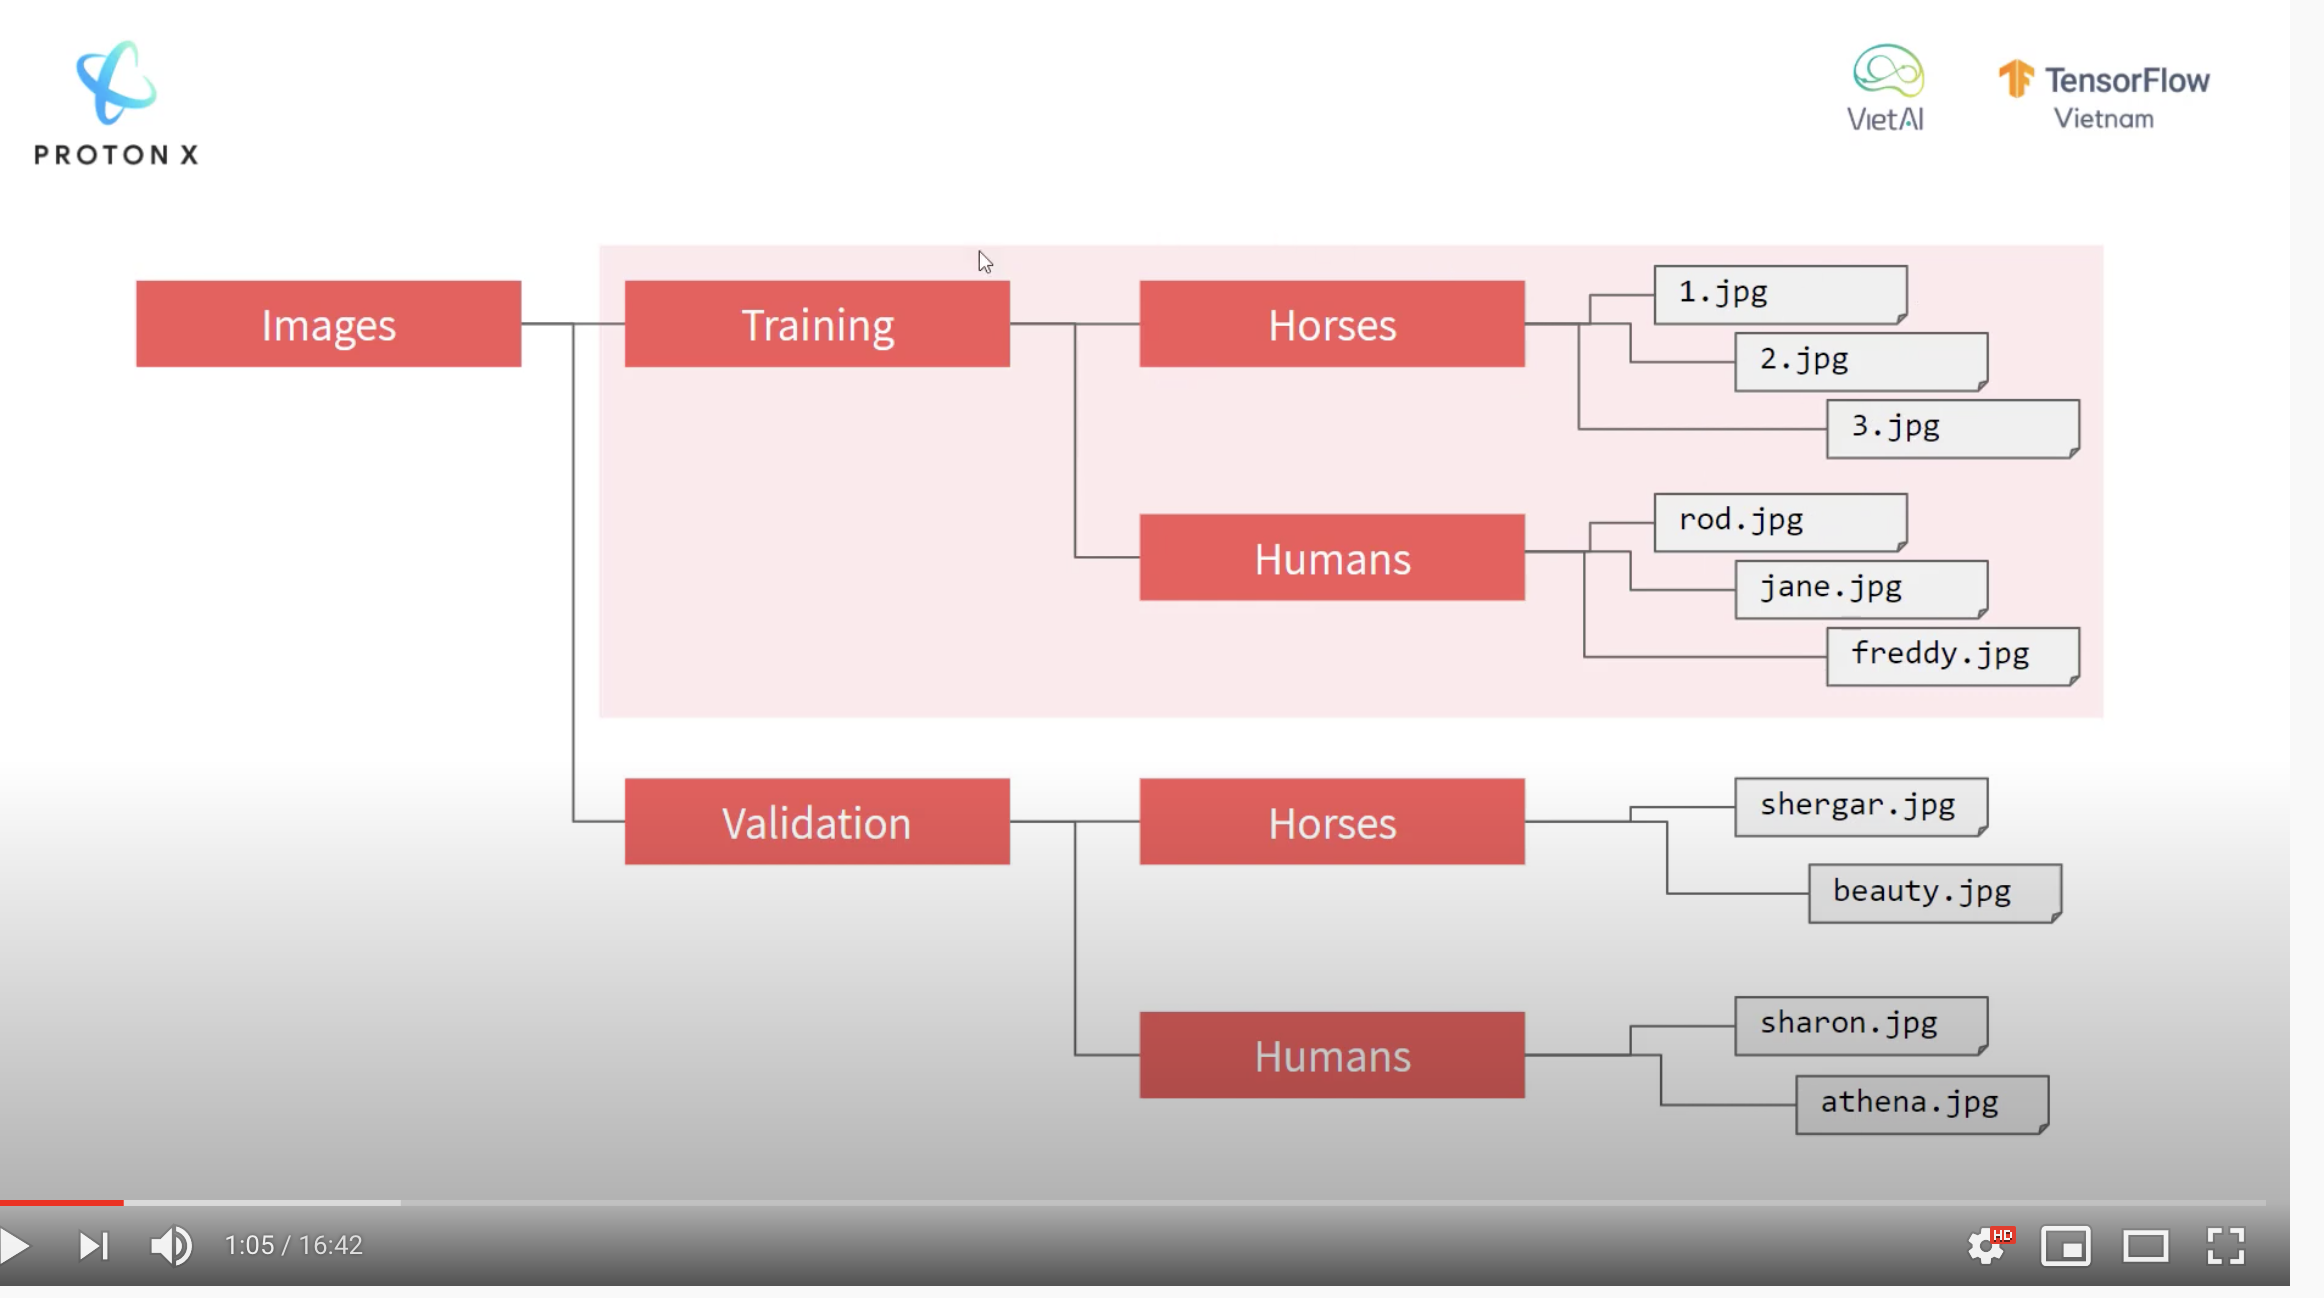 PROTON X
VietAI
TensorFlow
Vietnam
Images
Training
Horses
1.jpg
2.jpg
3.jpg
Humans
rod.jpg
jane.jpg
freddy.jpg
Validation
Horses
shergar.jpg
beauty.jpg
Humans
sharon.jpg
athena.jpg
1:05 / 16:42
HD